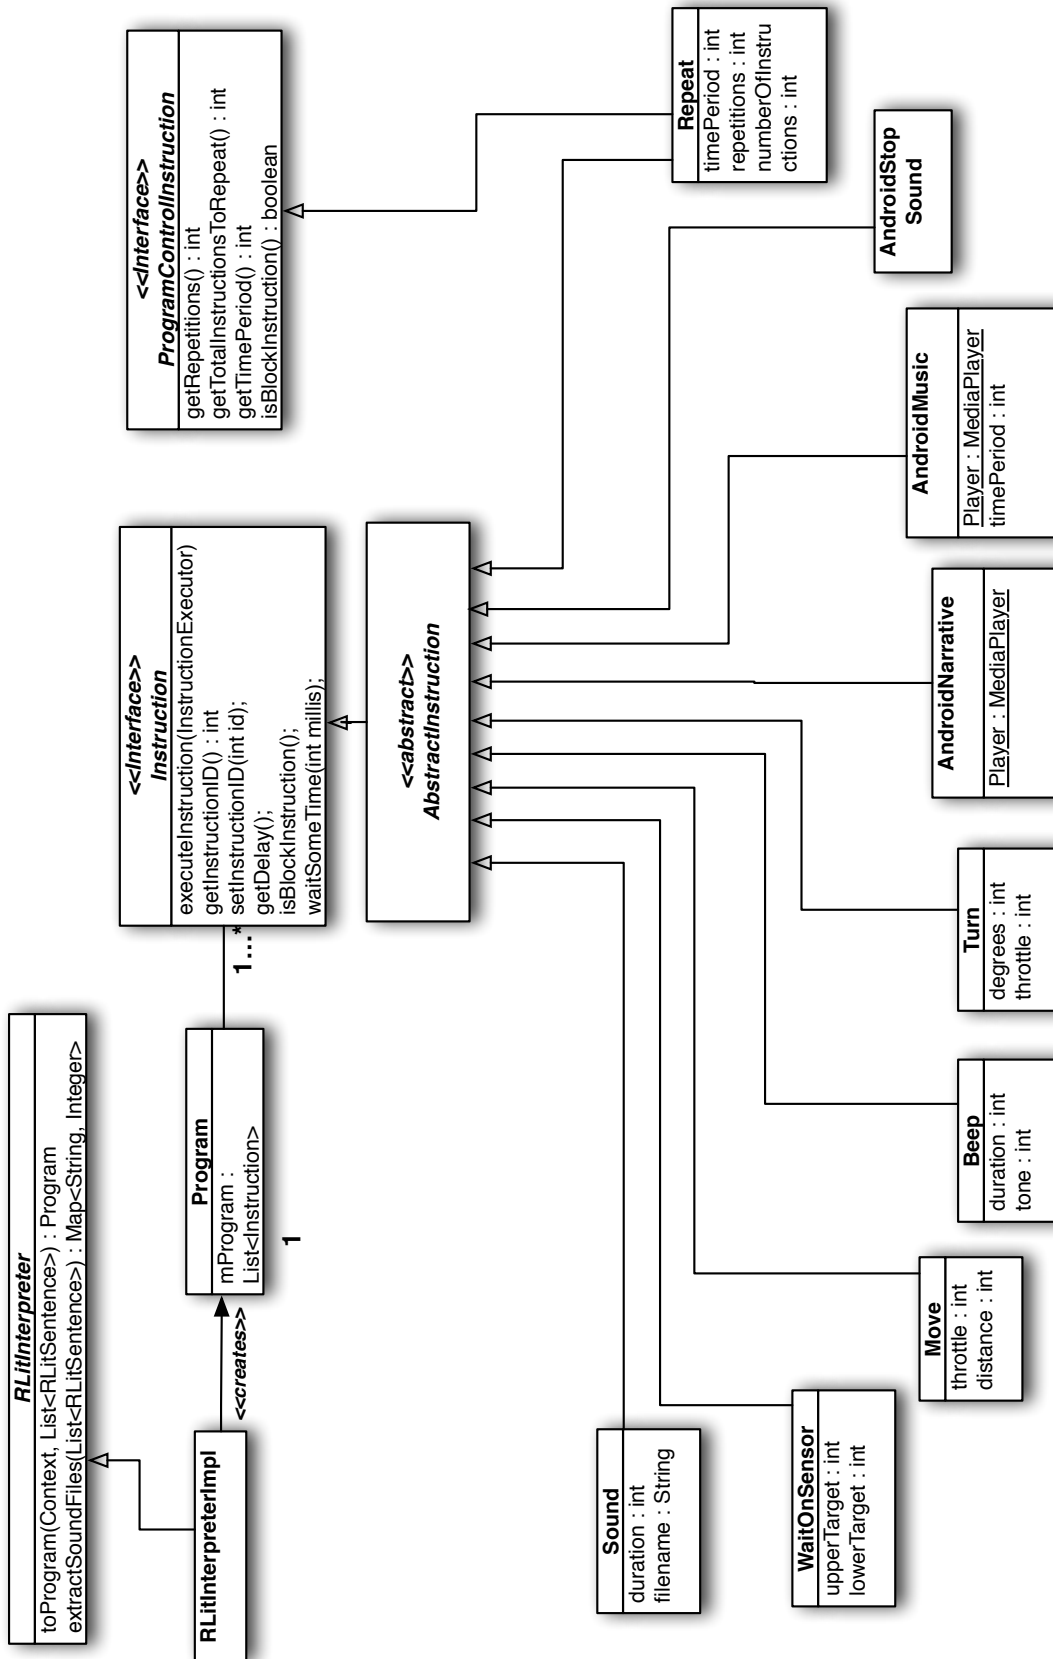 RLitInterpreter
toProgram(Context, List<RLitSentence>) : Program
extractSoundFiles(List<RLitSentence>) : Map<String, Integer>
RLitInterpreterImpl
<<creates>>
Program
mProgram :
List<Instruction>
1
1...*
<<Interface>>
Instruction
executeInstruction(InstructionExecutor)
getInstructionID() : int
setInstructionID(int id);
getDelay();
isBlockInstruction();
waitSomeTime(int millis);
<<Interface>>
ProgramControlInstruction
getRepetitions() : int
getTotalInstructionsToRepeat() : int
getTimePeriod() : int
isBlockInstruction() : boolean
<<abstract>>
AbstractInstruction
Sound
duration : int
filename : String
WaitOnSensor
upperTarget : int
lowerTarget : int
Move
throttle : int
distance : int
Beep
duration : int
tone : int
Turn
degrees : int
throttle : int
AndroidNarrative
Player : MediaPlayer
AndroidMusic
Player : MediaPlayer
timePeriod : int
AndroidStop
Sound
Repeat
timePeriod : int
repetitions : int
numberOfInstru
ctions : int